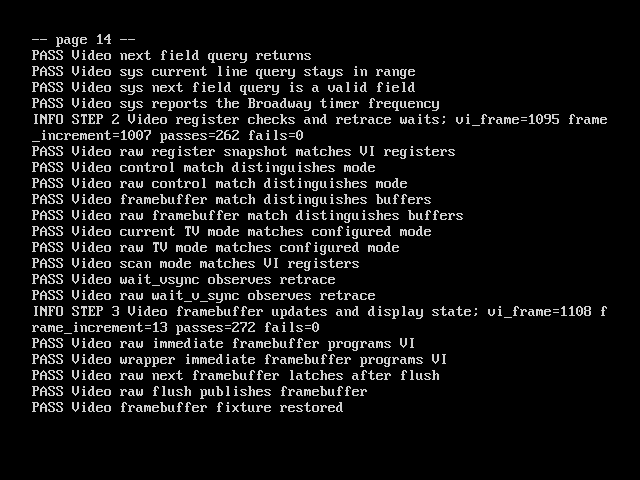 -- page 14 --
PASS Video next field query returns
PASS Video sys current line query stays in range
PASS Video sys next field query is a valid field
PASS Video sys reports the Broadway timer frequency
INFO STEP 2 Video register checks and retrace waits; vi_frame=1095 frame
_increment=1007 passes=262 fails=0
PASS Video raw register snapshot matches VI registers
PASS Video control match distinguishes mode
PASS Video raw control match distinguishes mode
PASS Video framebuffer match distinguishes buffers
PASS Video raw framebuffer match distinguishes buffers
PASS Video current TV mode matches configured mode
PASS Video raw TV mode matches configured mode
PASS Video scan mode matches VI registers
PASS Video wait_vsync observes retrace
PASS Video raw wait_v_sync observes retrace
INFO STEP 3 Video framebuffer updates and display state; vi_frame=1108 f
rame_increment=13 passes=272 fails=0
PASS Video raw immediate framebuffer programs VI
PASS Video wrapper immediate framebuffer programs VI
PASS Video raw next framebuffer latches after flush
PASS Video raw flush publishes framebuffer
PASS Video framebuffer fixture restored